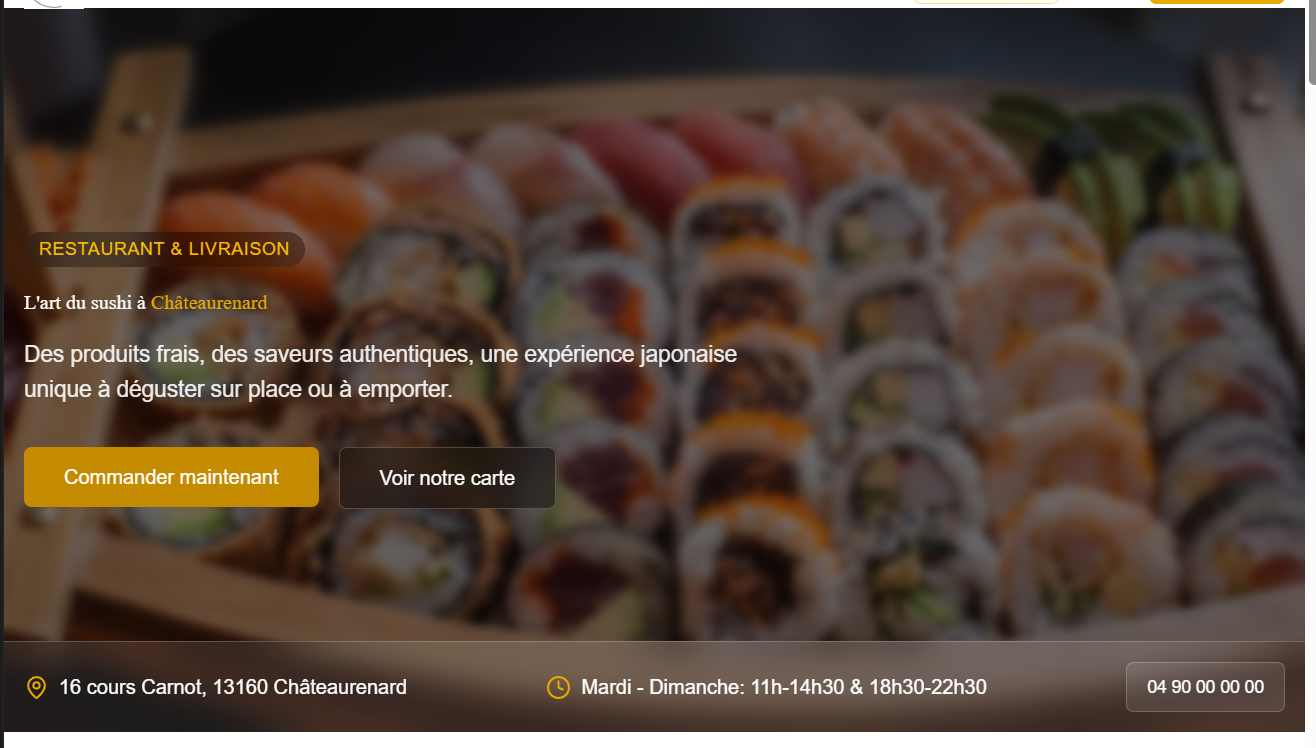 RESTAURANT & LIVRAISON
L'art du sushi à Châteaurenard
Des produits frais, des saveurs authentiques, une expérience japonaise
unique à déguster sur place ou à emporter.
Commander maintenant
Voir notre carte
16 cours Carnot, 13160 Châteaurenard
Mardi - Dimanche: 11h-14h30 & 18h30-22h30
04 90 00 00 00